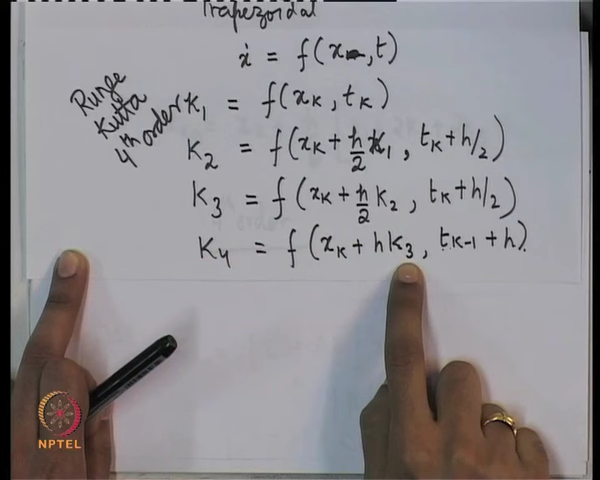 Trapezoidal
ẋ = f(x, t)
Runge
Kutta
4th order
K₁ = f(xₖ, tₖ)
K₂ = f(xₖ + h/2 K₁, tₖ + h/2)
K₃ = f(xₖ + h/2 K₂, tₖ + h/2)
K₄ = f(xₖ + hK₃, tₖ₋₁ + h).
NPTEL